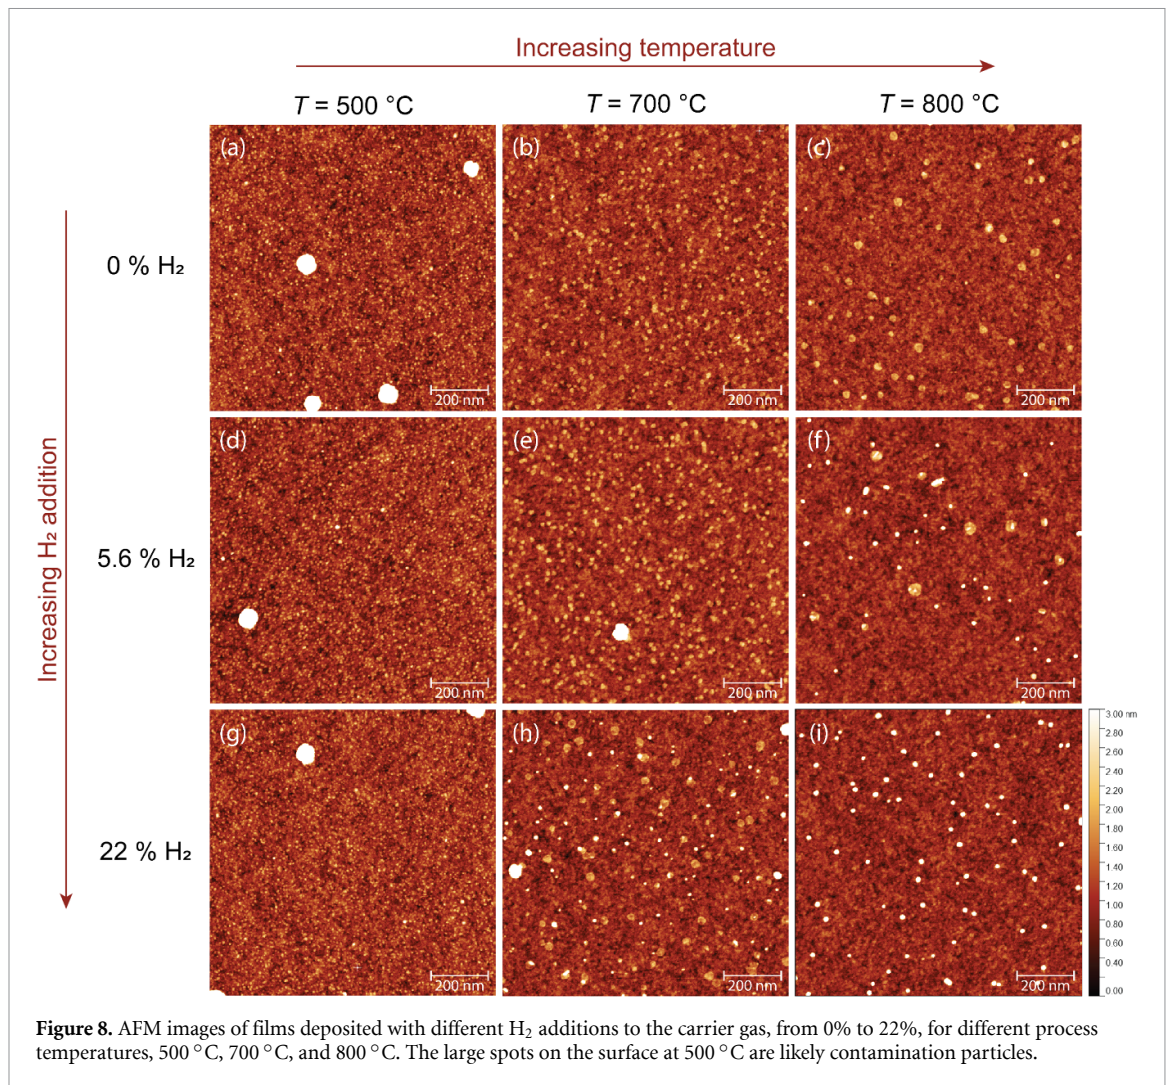 Increasing temperature
T = 500 °C
T = 700 °C
T = 800 °C
Increasing H₂ addition
0 % H₂
(a)
200 nm
(b)
200 nm
(c)
200 nm
5.6 % H₂
(d)
200 nm
(e)
200 nm
(f)
200 nm
22 % H₂
(g)
200 nm
(h)
200 nm
(i)
200 nm
3.00 nm
2.80
2.60
2.40
2.20
2.00
1.80
1.60
1.40
1.20
1.00
0.80
0.60
0.40
0.00
Figure 8. AFM images of films deposited with different H₂ additions to the carrier gas, from 0% to 22%, for different process
temperatures, 500 °C, 700 °C, and 800 °C. The large spots on the surface at 500 °C are likely contamination particles.